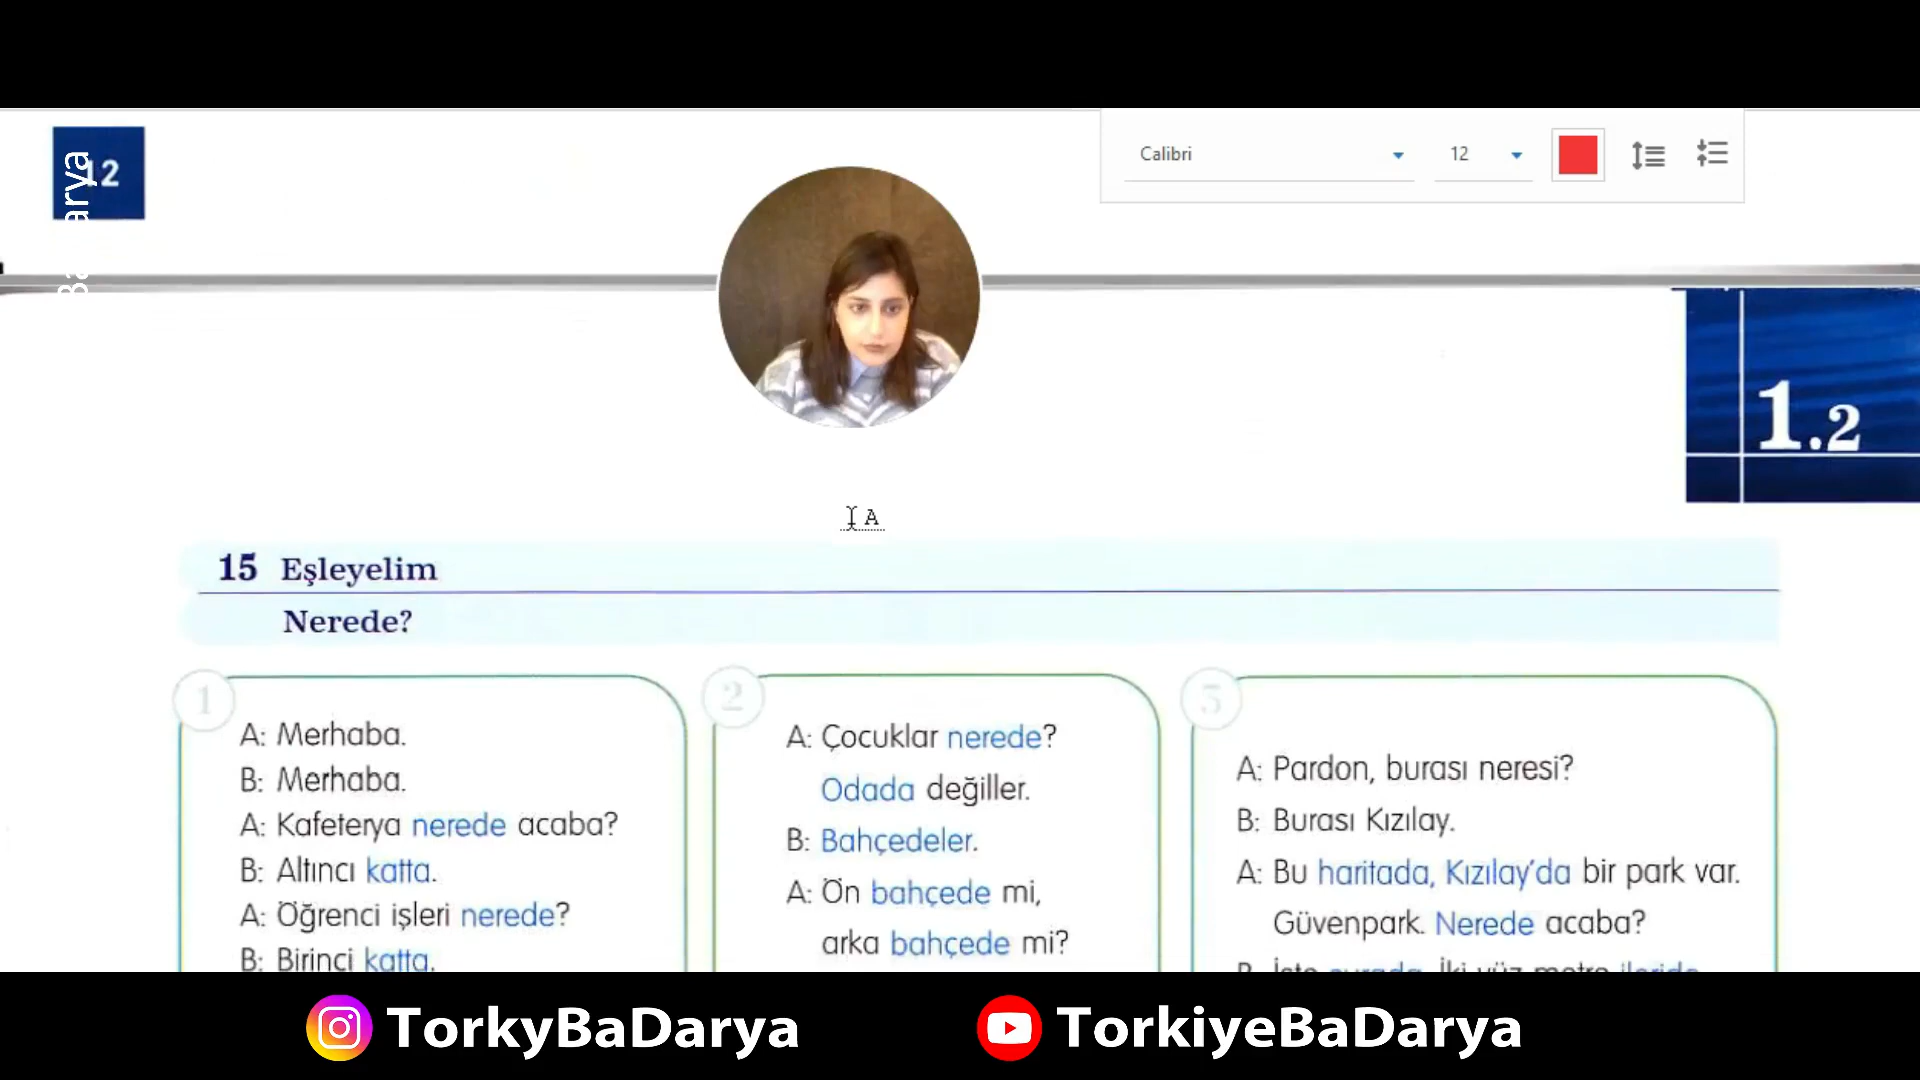 Calibri
12
12
Ba Darya
1.2
15 Eşleyelim
Nerede?
1
A: Merhaba.
B: Merhaba.
A: Kafeterya nerede acaba?
B: Altıncı katta.
A: Öğrenci işleri nerede?
B: Birinci katta.
2
A: Çocuklar nerede?
Odada değiller.
B: Bahçedeler.
A: Ön bahçede mi,
arka bahçede mi?
A: Pardon, burası neresi?
B: Burası Kızılay.
A: Bu haritada, Kızılay'da bir park var.
Güvenpark. Nerede acaba?
TorkyBaDarya
TorkiyeBaDarya